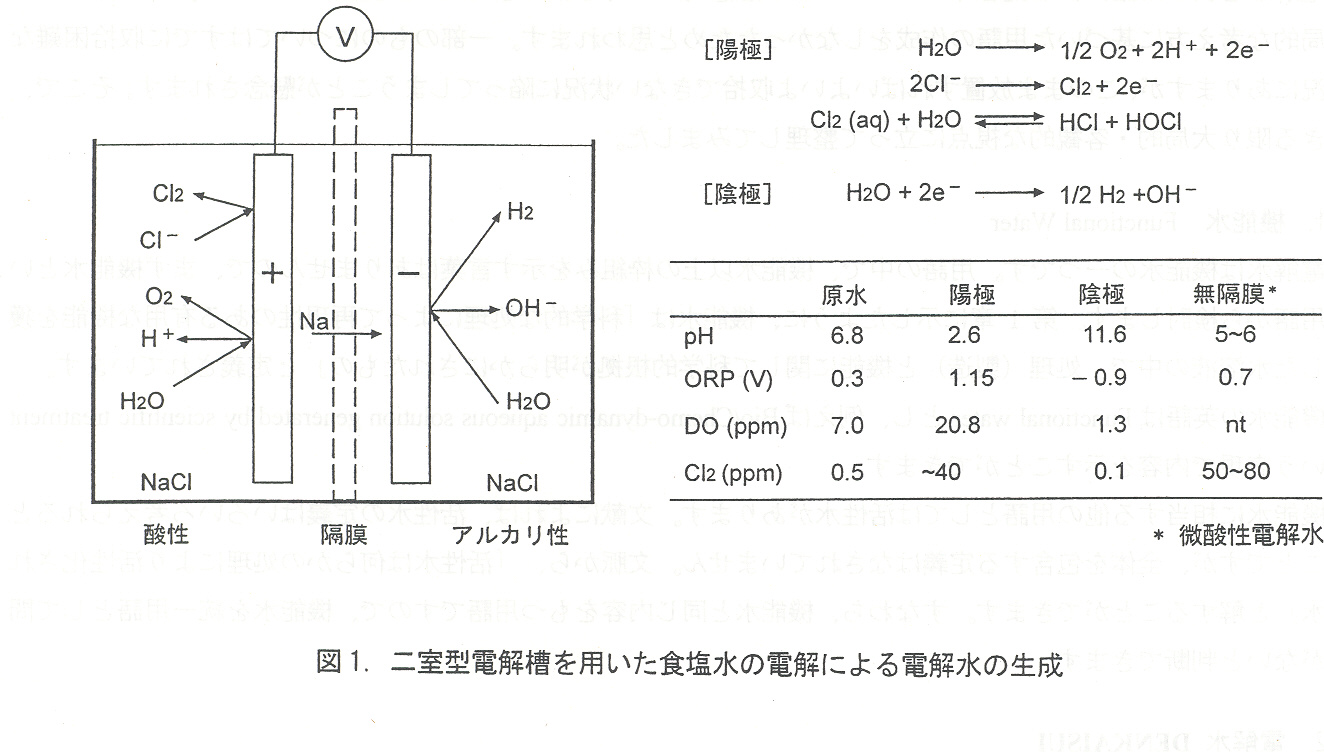 V
Cl2
Cl−
O2
H+
H2O
NaCl
+
NaI
−
H2
OH−
H2O
NaCl
酸性 隔膜 アルカリ性
[陽極] H2O → 1/2 O2 + 2H+ + 2e−
2Cl− → Cl2 + 2e−
Cl2 (aq) + H2O ⇌ HCl + HOCl
[陰極] H2O + 2e− → 1/2 H2 +OH−
原水 陽極 陰極 無隔膜*
pH 6.8 2.6 11.6 5~6
ORP (V) 0.3 1.15 −0.9 0.7
DO (ppm) 7.0 20.8 1.3 nt
Cl2 (ppm) 0.5 ~40 0.1 50~80
* 微酸性電解水
図1. 二室型電解槽を用いた食塩水の電解による電解水の生成